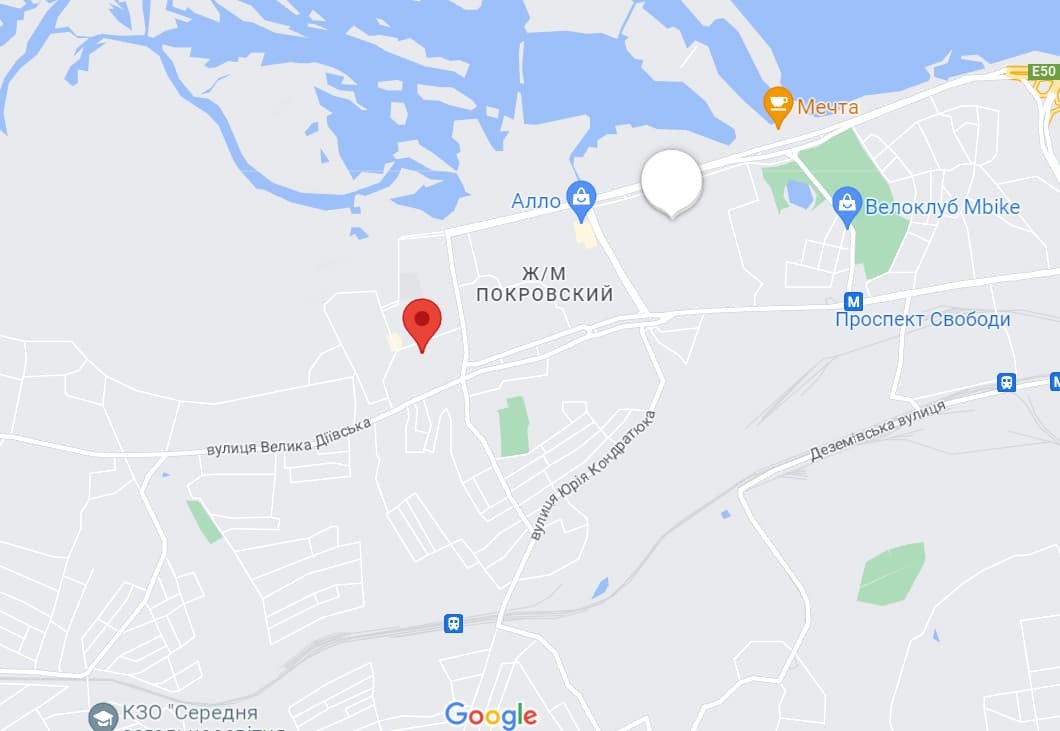 E50
Мечта
Алло
Велоклуб Mbike
Ж/М
ПОКРОВСКИЙ
M
Проспект Свободи
M
вулиця Велика Діївська
вулиця Юрія Кондратюка
Деземівська вулиця
КЗО "Середня
загальноосвітня
Google